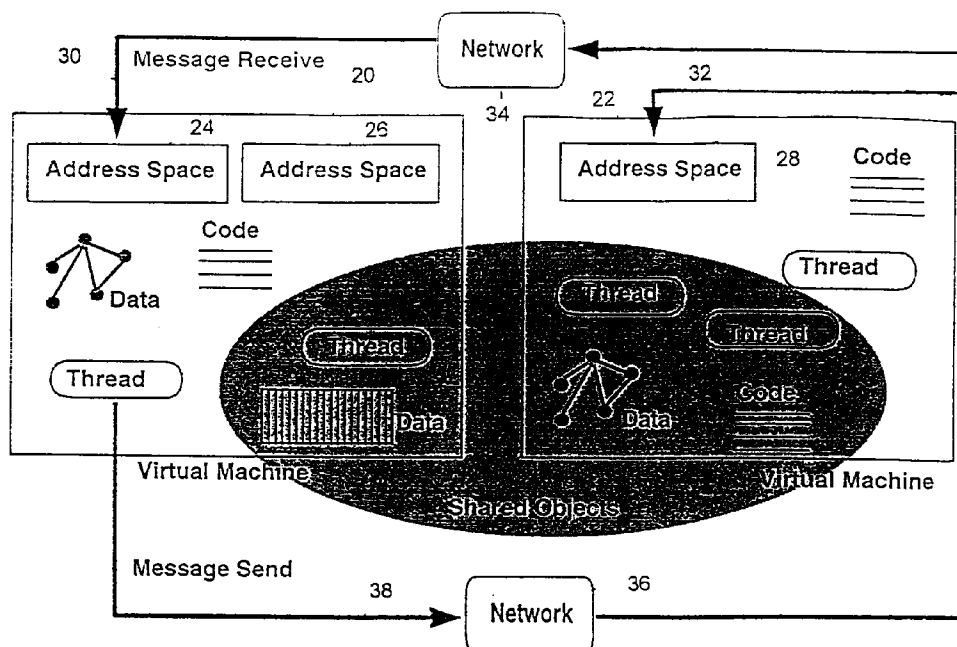 Network
30
Message Receive
20
32
34
22
24
26
Address Space
Address Space
Address Space
28
Code
Code
Data
Thread
Thread
Thread
Thread
Thread
Code
Data
Data
Virtual Machine
Virtual Machine
Shared Objects
Message Send
38
Network
36